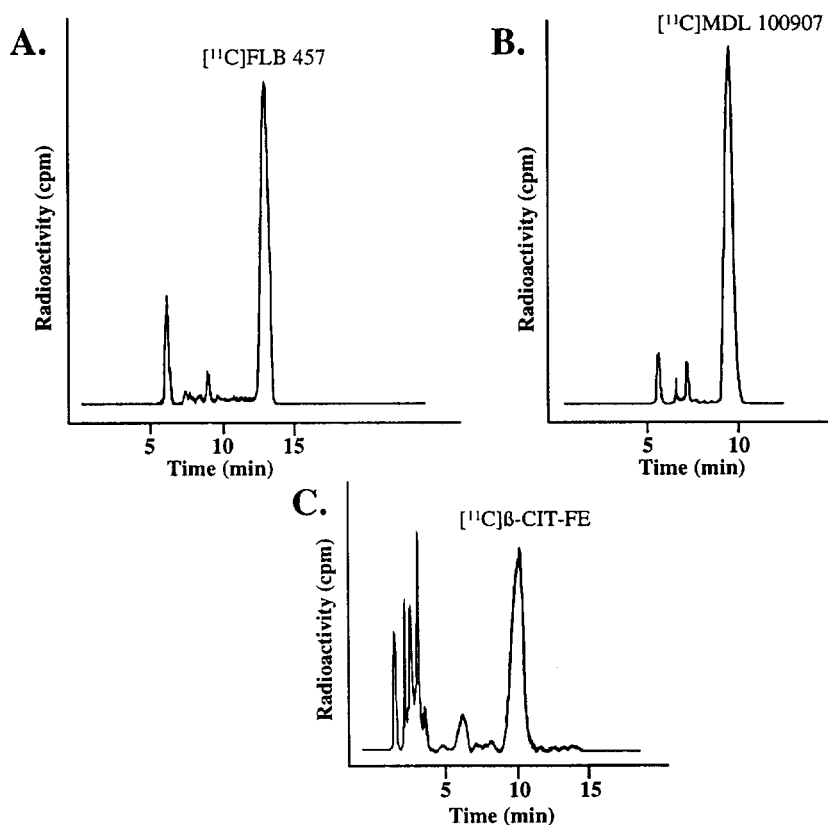 A.
[¹¹C]FLB 457
Radioactivity (cpm)
5 10 15
Time (min)
B.
[¹¹C]MDL 100907
Radioactivity (cpm)
5 10
Time (min)
C.
[¹¹C]ß-CIT-FE
Radioactivity (cpm)
5 10 15
Time (min)